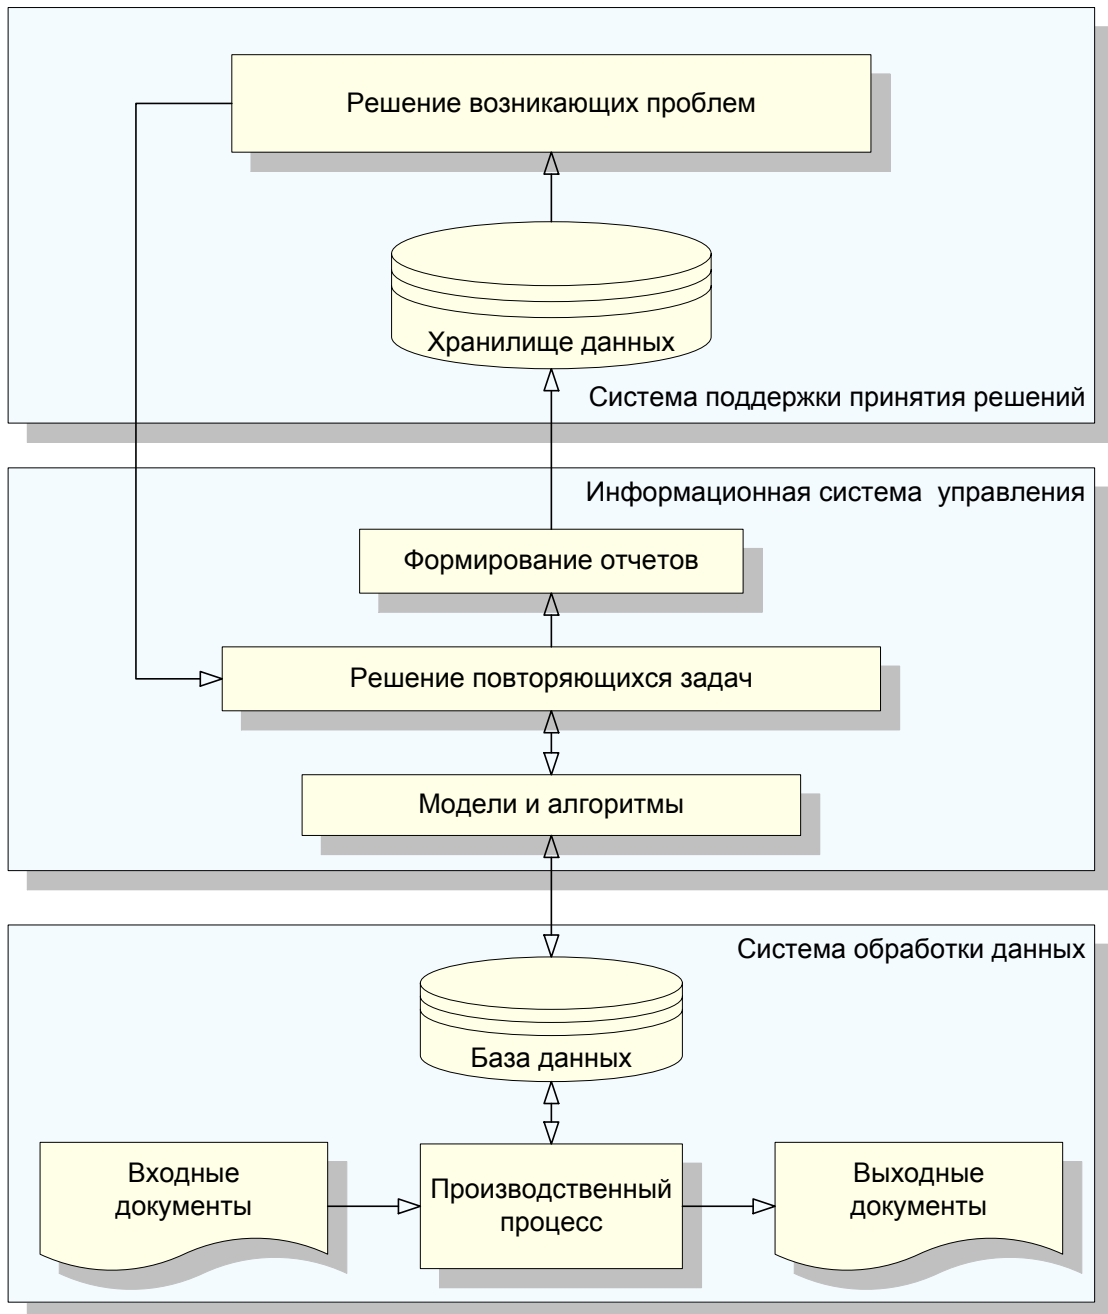 Решение возникающих проблем
Хранилище данных
Система поддержки принятия решений
Информационная система управления
Формирование отчетов
Решение повторяющихся задач
Модели и алгоритмы
Система обработки данных
База данных
Входные
документы
Производственный
процесс
Выходные
документы